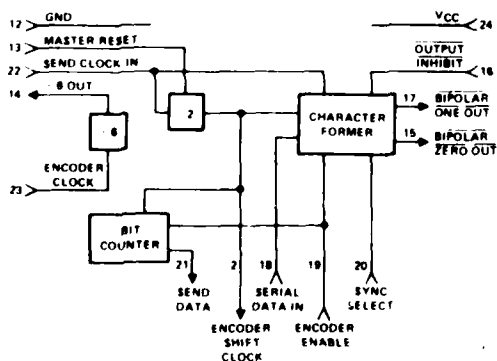 12 GND
VCC 24
13 MASTER RESET
22 SEND CLOCK IN
OUTPUT INHIBIT 16
14 6 OUT
2
CHARACTER FORMER
17 BIPOLAR ONE OUT
15 BIPOLAR ZERO OUT
6
ENCODER CLOCK
23
BIT COUNTER
21
2
18
19
20
SEND DATA
SERIAL DATA IN
SYNC SELECT
ENCODER SHIFT CLOCK
ENCODER ENABLE